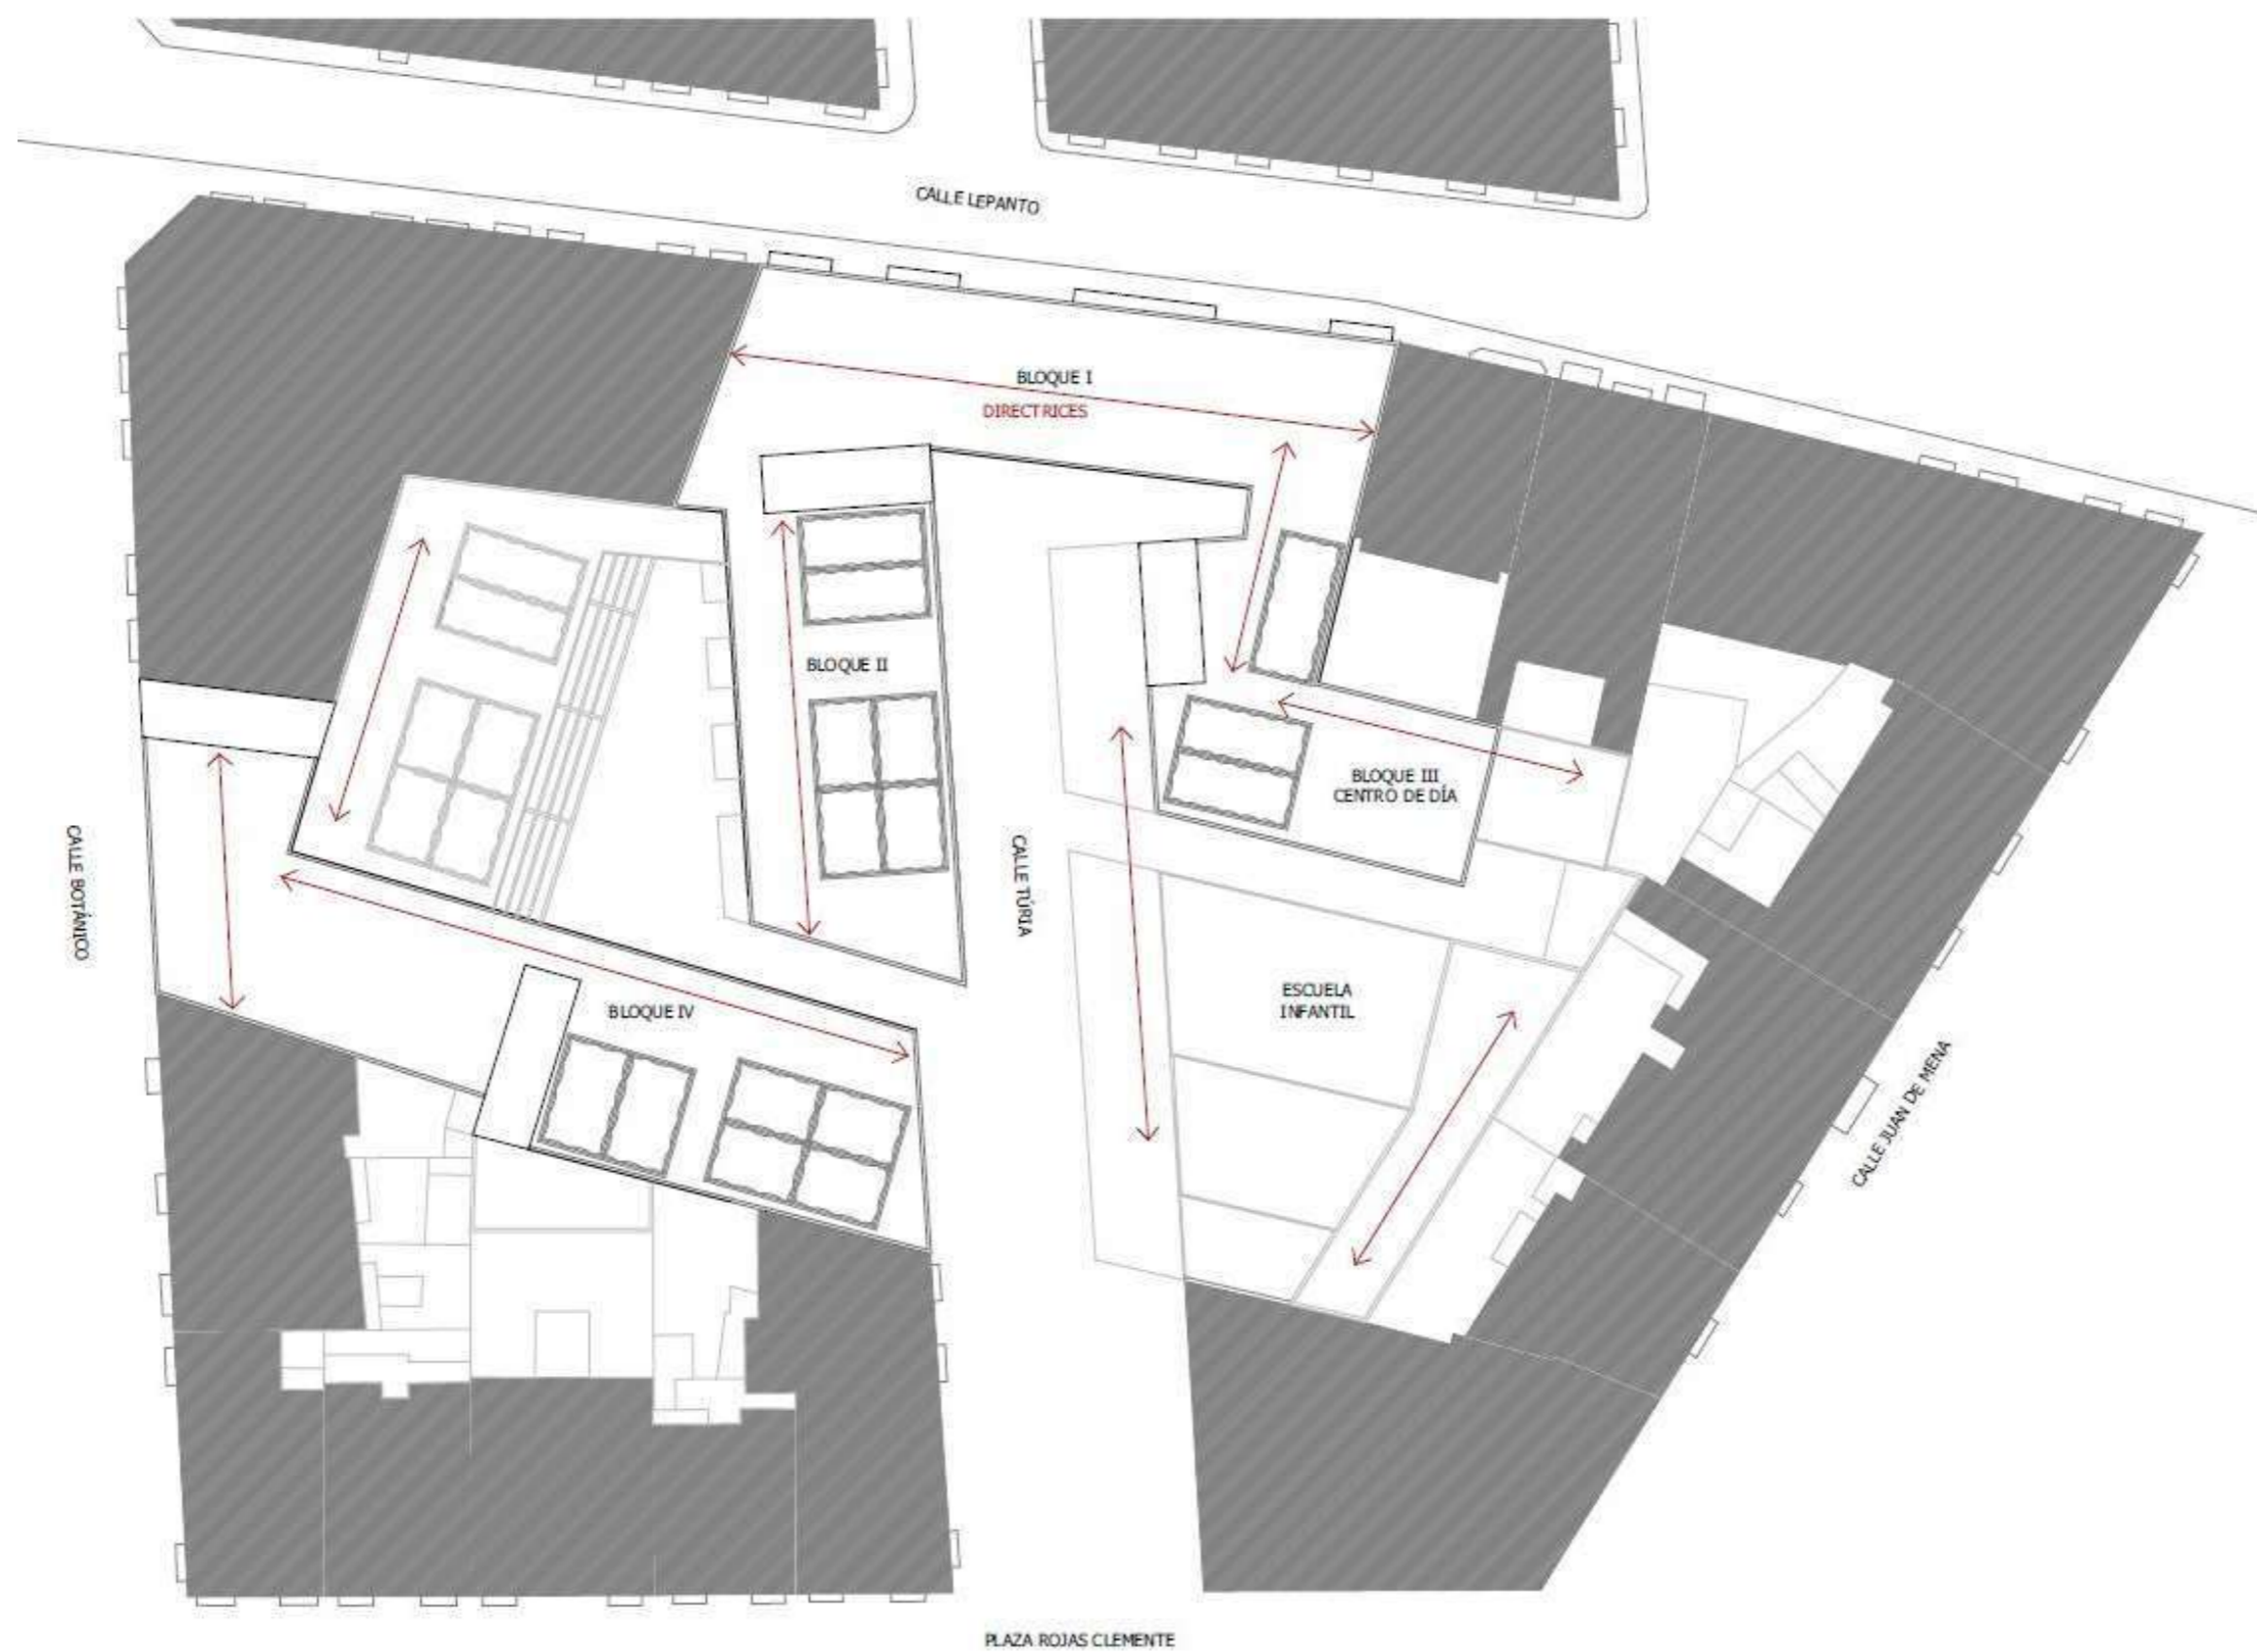 CALLE LEPANTO
BLOQUE I
DIRECTRICES
BLOQUE II
BLOQUE III
CENTRO DE DÍA
CALLE BOTÁNICO
CALLE TÚRIA
ESCUELA
INFANTIL
BLOQUE IV
CALLE JUAN DE MENA
PLAZA ROJAS CLEMENTE